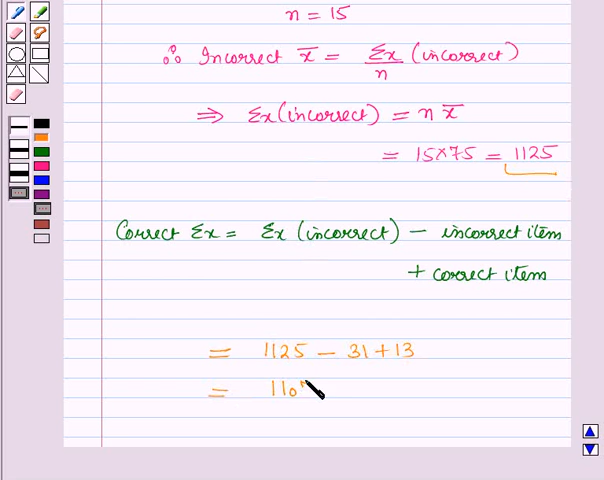 n = 15
∴ Incorrect x̅ = Σx/n (incorrect)
⇒ Σx (incorrect) = n x̅
= 15×75 = 1125
Correct Σx = Σx (incorrect) − incorrect item
+ correct item
= 1125 − 31 + 13
= 110